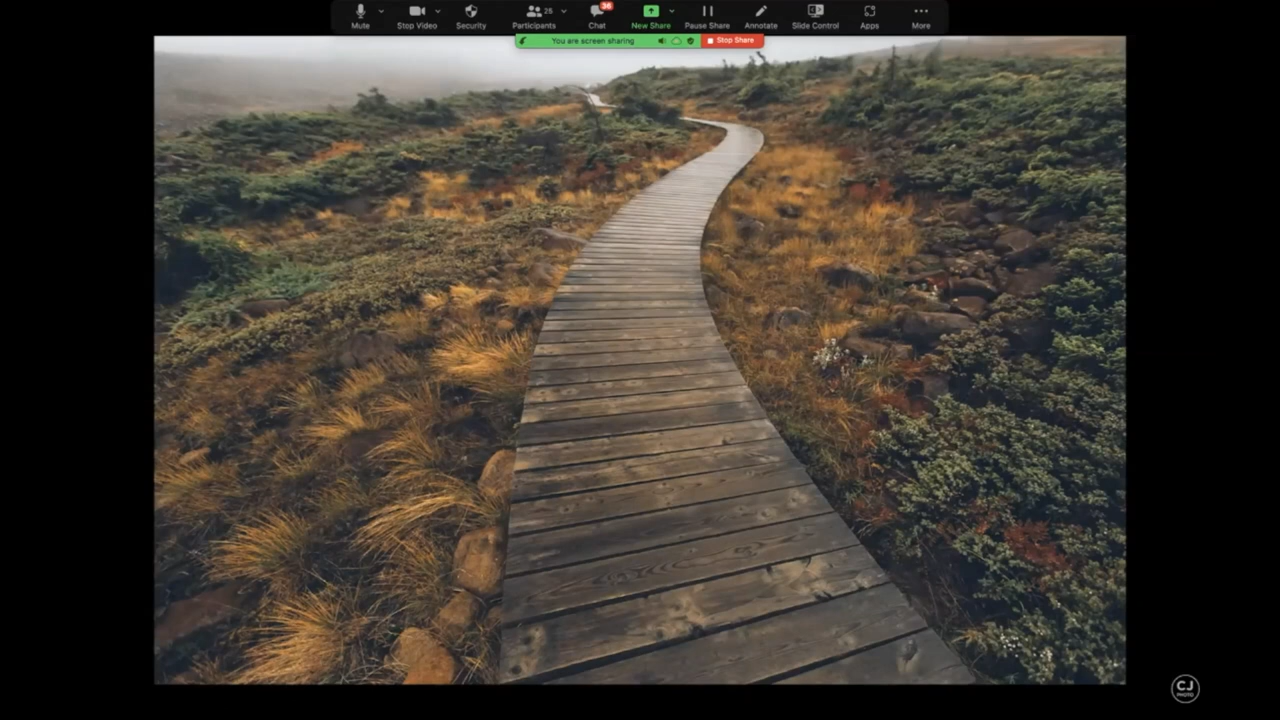 Mute
Stop Video
Security
Participants
25
Chat
36
New Share
Pause Share
Annotate
Slide Control
Apps
More
You are screen sharing
Stop Share
CJ
PHOTO